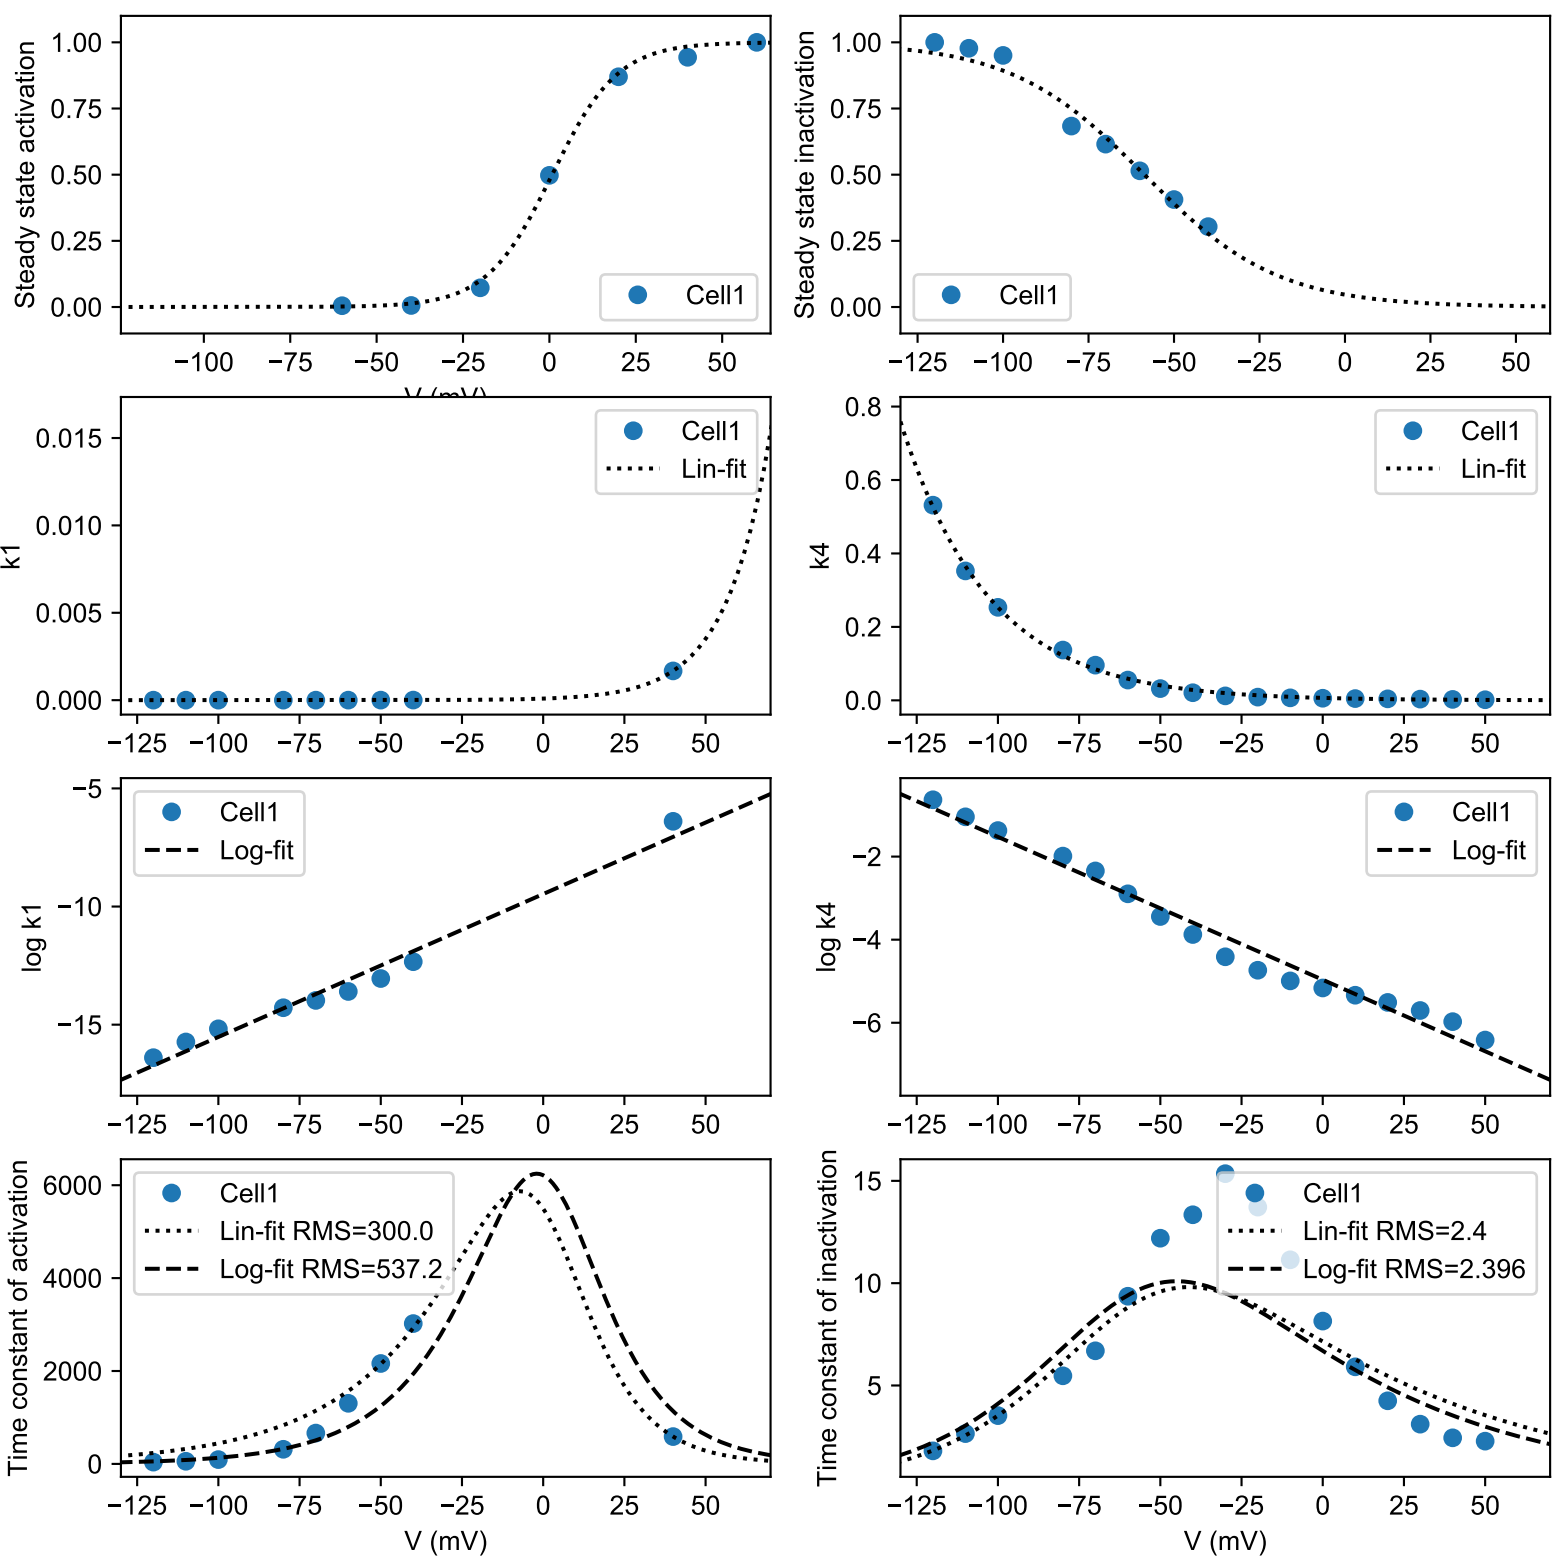 Steady state activation
1.00
0.75
0.50
0.25
0.00
Cell1
−100 −75 −50 −25 0 25 50
V (mV)
Steady state inactivation
1.00
0.75
0.50
0.25
0.00
Cell1
−125 −100 −75 −50 −25 0 25 50
k1
0.015
0.010
0.005
0.000
Cell1
Lin-fit
−125 −100 −75 −50 −25 0 25 50
k4
0.8
0.6
0.4
0.2
0.0
Cell1
Lin-fit
−125 −100 −75 −50 −25 0 25 50
log k1
−5
−10
−15
Cell1
Log-fit
−125 −100 −75 −50 −25 0 25 50
log k4
−2
−4
−6
Cell1
Log-fit
−125 −100 −75 −50 −25 0 25 50
Time constant of activation
6000
4000
2000
0
Cell1
Lin-fit RMS=300.0
Log-fit RMS=537.2
−125 −100 −75 −50 −25 0 25 50
V (mV)
Time constant of inactivation
15
10
5
Cell1
Lin-fit RMS=2.4
Log-fit RMS=2.396
−125 −100 −75 −50 −25 0 25 50
V (mV)